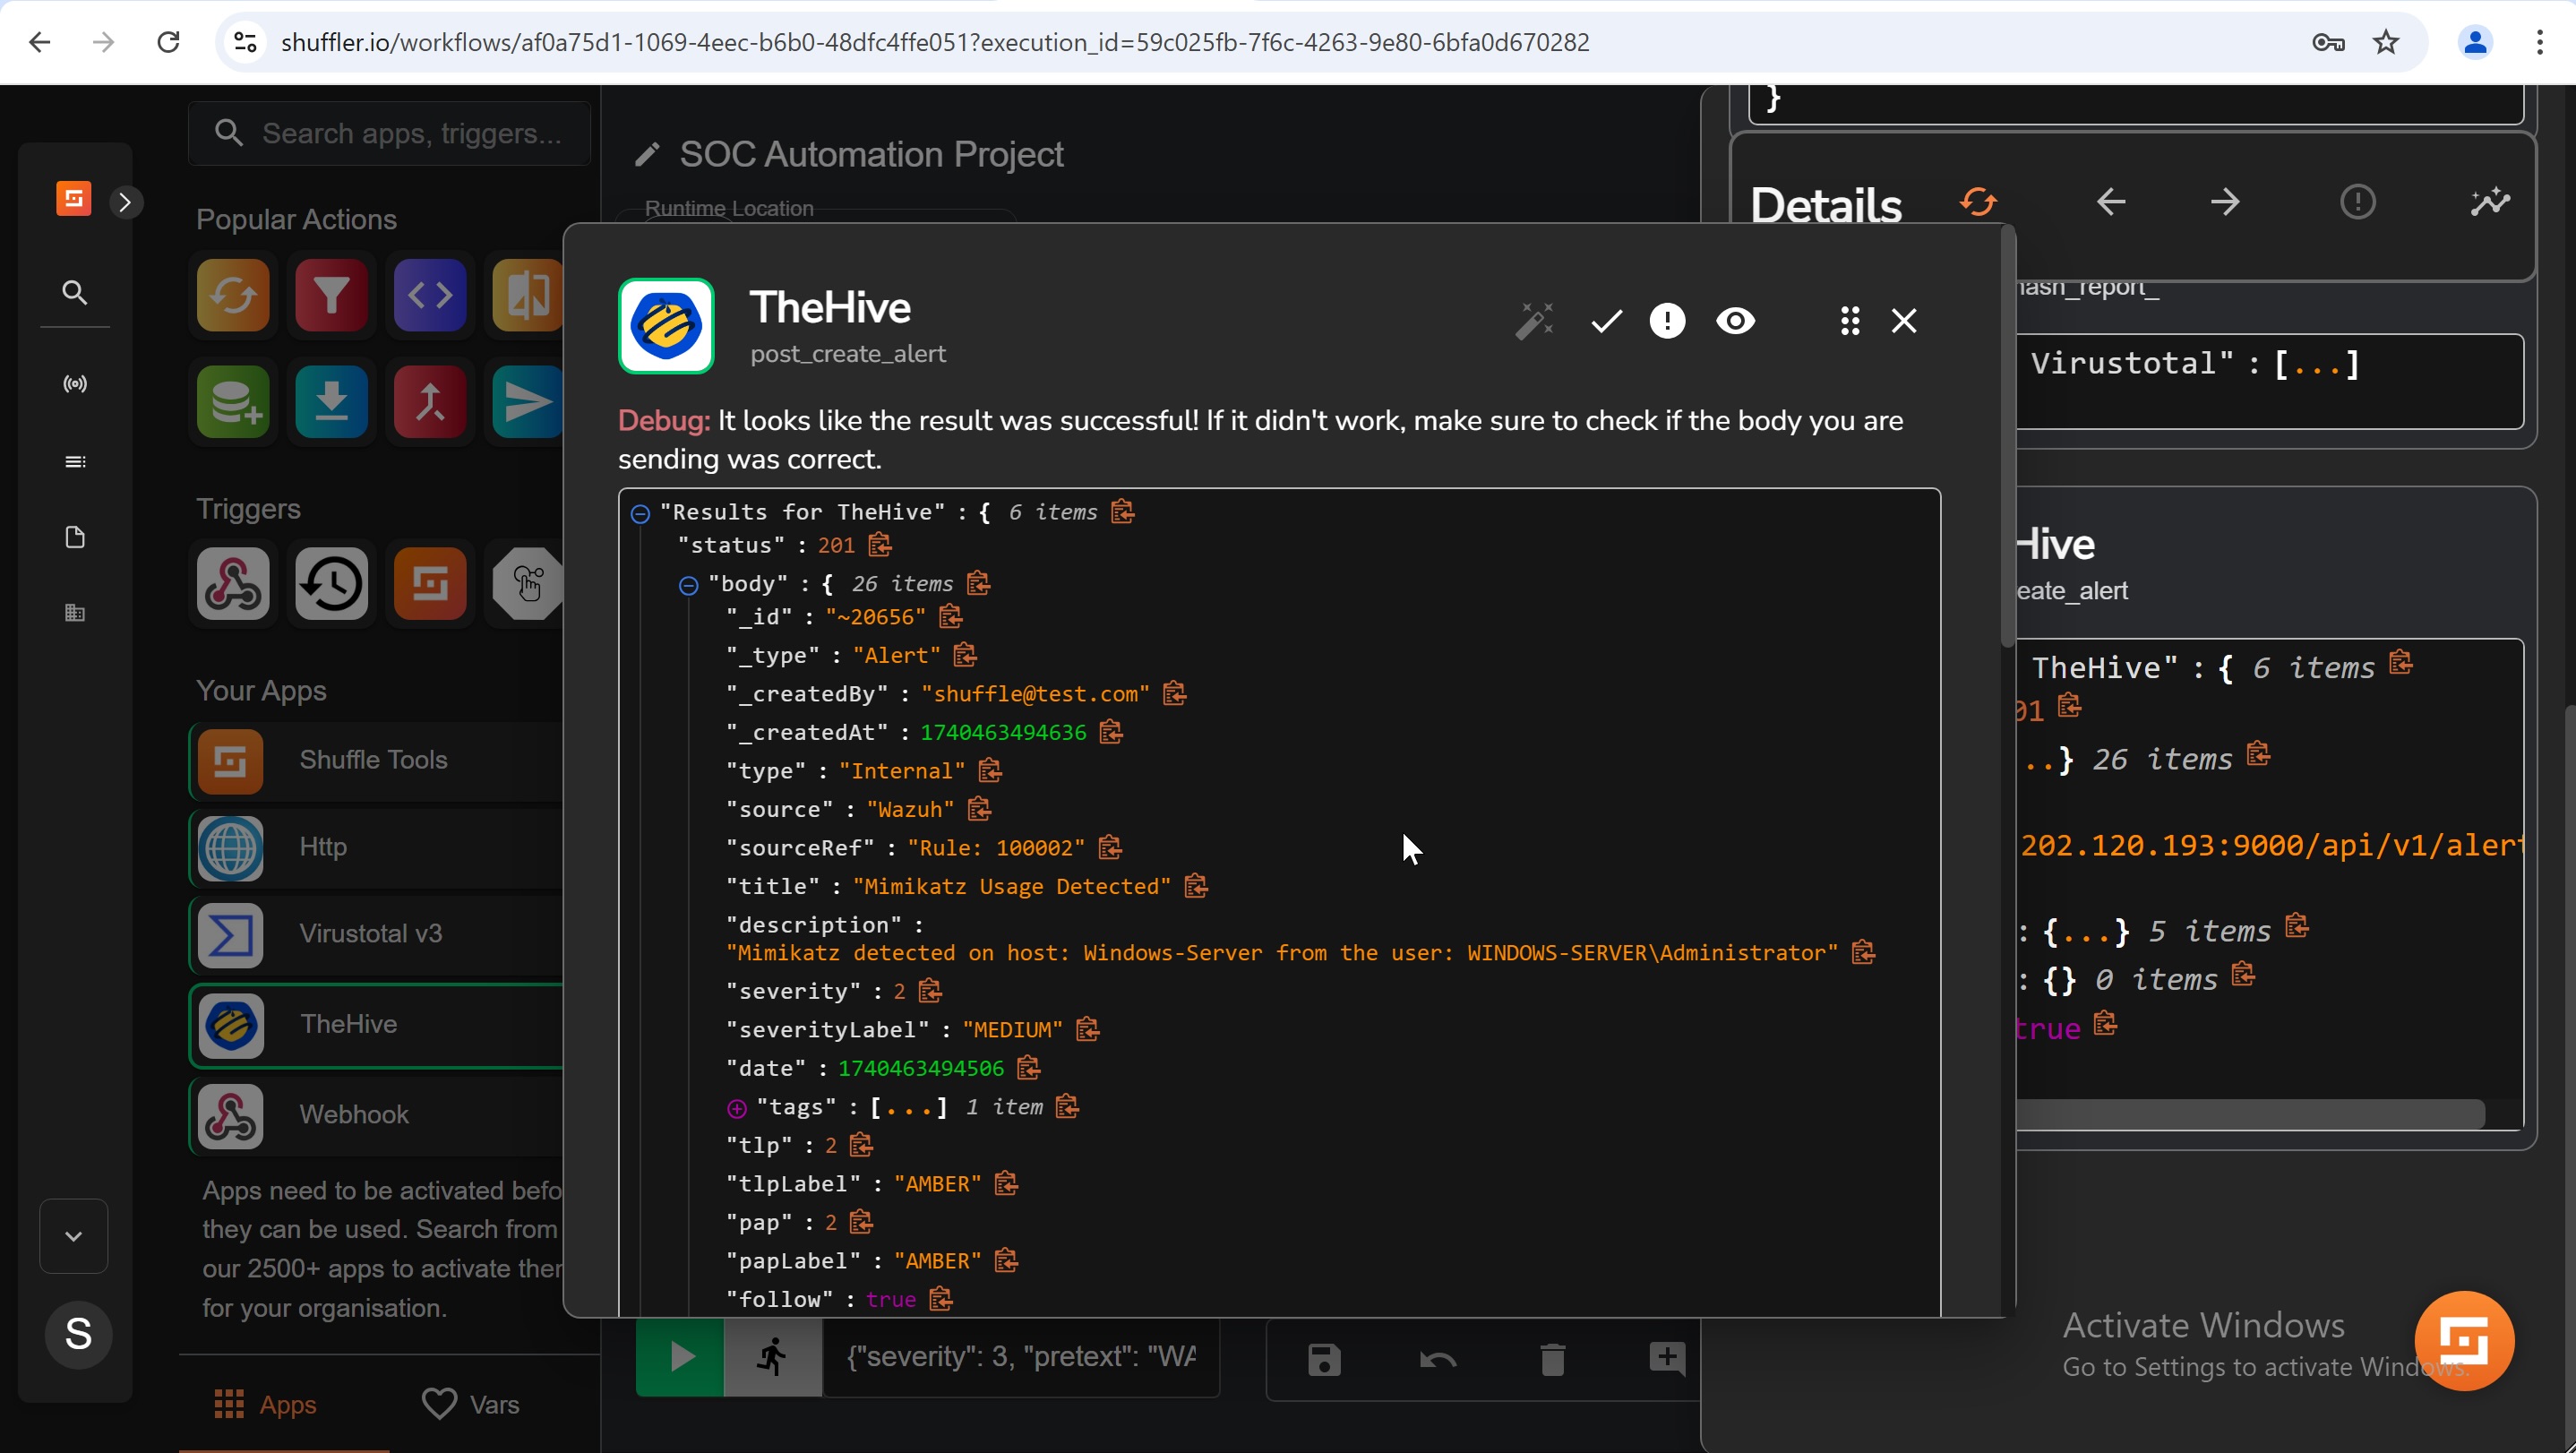 shuffler.io/workflows/af0a75d1-1069-4eec-b6b0-48dfc4ffe051?execution_id=59c025fb-7f6c-4263-9e80-6bfa0d670282
Search apps, triggers...
Popular Actions
Triggers
Your Apps
Shuffle Tools
Http
Virustotal v3
TheHive
Webhook
Apps need to be activated befo
they can be used. Search from
our 2500+ apps to activate ther
for your organisation.
S
Apps
Vars
SOC Automation Project
Runtime Location
TheHive
post_create_alert
Debug: It looks like the result was successful! If it didn't work, make sure to check if the body you are
sending was correct.
"Results for TheHive" : { 6 items
"status" : 201
"body" : { 26 items
"_id" : "~20656"
"_type" : "Alert"
"_createdBy" : "shuffle@test.com"
"_createdAt" : 1740463494636
"type" : "Internal"
"source" : "Wazuh"
"sourceRef" : "Rule: 100002"
"title" : "Mimikatz Usage Detected"
"description" :
"Mimikatz detected on host: Windows-Server from the user: WINDOWS-SERVER\Administrator"
"severity" : 2
"severityLabel" : "MEDIUM"
"date" : 1740463494506
"tags" : [...] 1 item
"tlp" : 2
"tlpLabel" : "AMBER"
"pap" : 2
"papLabel" : "AMBER"
"follow" : true
{"severity": 3, "pretext": "WA
}
Details
hash_report_
Virustotal" : [...]
Hive
eate_alert
TheHive" : { 6 items
01
..} 26 items
202.120.193:9000/api/v1/alert
: {...} 5 items
: {} 0 items
true
Activate Windows
Go to Settings to activate Windows.